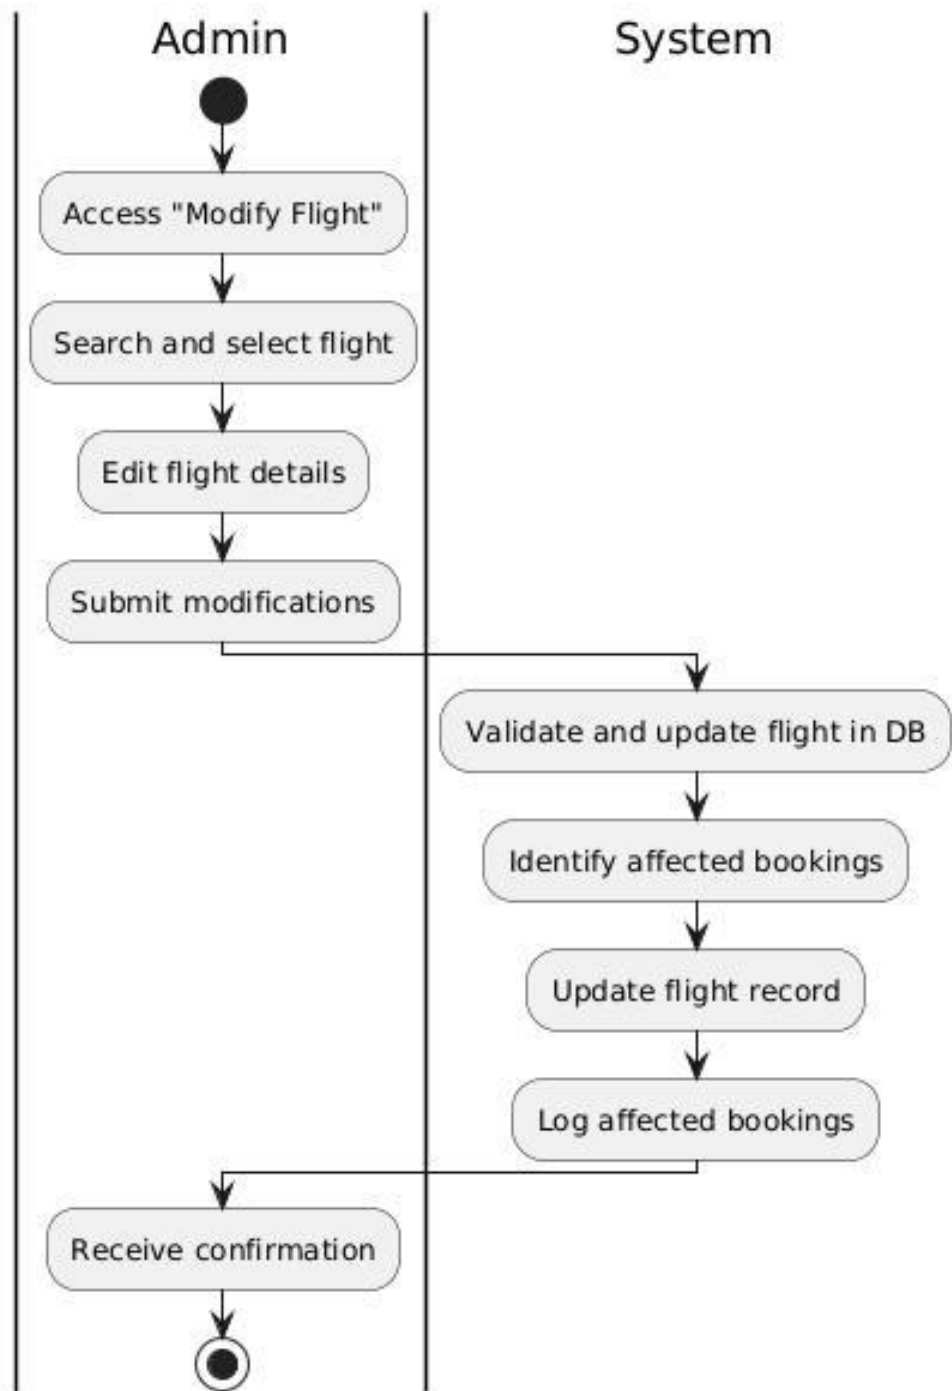 Admin
System
Access "Modify Flight"
Search and select flight
Edit flight details
Submit modifications
Validate and update flight in DB
Identify affected bookings
Update flight record
Log affected bookings
Receive confirmation